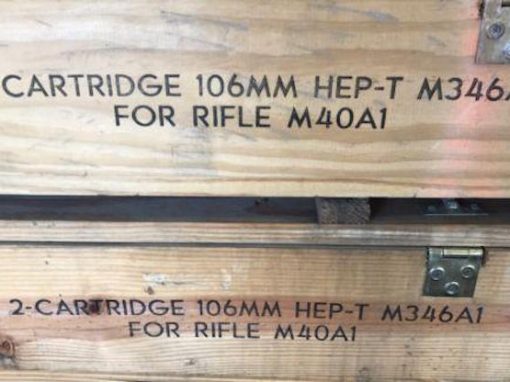 CARTRIDGE 106MM HEP-T M346A
FOR RIFLE M40A1
2-CARTRIDGE 106MM HEP-T M346A1
FOR RIFLE M40A1